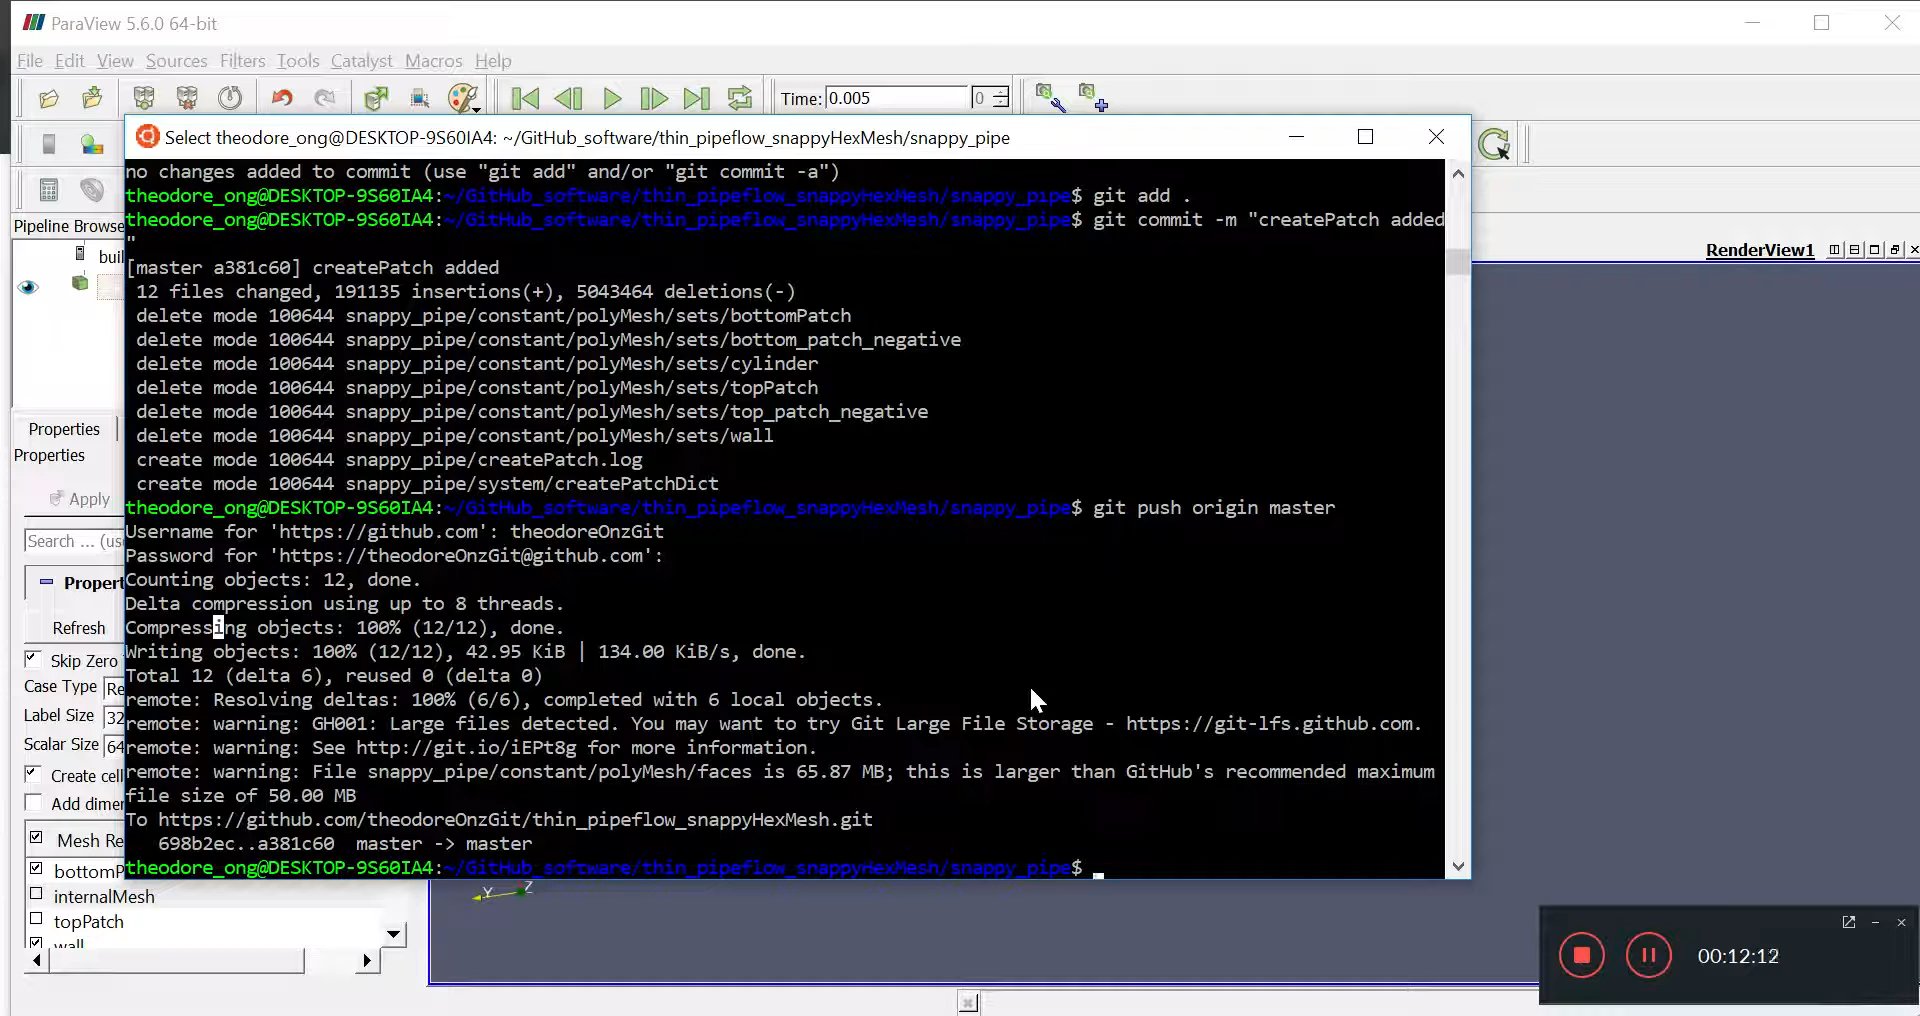 ParaView 5.6.0 64-bit
File Edit View Sources Filters Tools Catalyst Macros Help
Time: 0.005 0
Select theodore_ong@DESKTOP-9S60IA4: ~/GitHub_software/thin_pipeflow_snappyHexMesh/snappy_pipe
no changes added to commit (use "git add" and/or "git commit -a")
theodore_ong@DESKTOP-9S60IA4:~/GitHub_software/thin_pipeflow_snappyHexMesh/snappy_pipe$ git add .
theodore_ong@DESKTOP-9S60IA4:~/GitHub_software/thin_pipeflow_snappyHexMesh/snappy_pipe$ git commit -m "createPatch added
"
[master a381c60] createPatch added
12 files changed, 191135 insertions(+), 5043464 deletions(-)
delete mode 100644 snappy_pipe/constant/polyMesh/sets/bottomPatch
delete mode 100644 snappy_pipe/constant/polyMesh/sets/bottom_patch_negative
delete mode 100644 snappy_pipe/constant/polyMesh/sets/cylinder
delete mode 100644 snappy_pipe/constant/polyMesh/sets/topPatch
delete mode 100644 snappy_pipe/constant/polyMesh/sets/top_patch_negative
delete mode 100644 snappy_pipe/constant/polyMesh/sets/wall
create mode 100644 snappy_pipe/createPatch.log
create mode 100644 snappy_pipe/system/createPatchDict
theodore_ong@DESKTOP-9S60IA4:~/GitHub_software/thin_pipeflow_snappyHexMesh/snappy_pipe$ git push origin master
Username for 'https://github.com': theodoreOnzGit
Password for 'https://theodoreOnzGit@github.com':
Counting objects: 12, done.
Delta compression using up to 8 threads.
Compressing objects: 100% (12/12), done.
Writing objects: 100% (12/12), 42.95 KiB | 134.00 KiB/s, done.
Total 12 (delta 6), reused 0 (delta 0)
remote: Resolving deltas: 100% (6/6), completed with 6 local objects.
remote: warning: GH001: Large files detected. You may want to try Git Large File Storage - https://git-lfs.github.com.
remote: warning: See http://git.io/iEPt8g for more information.
remote: warning: File snappy_pipe/constant/polyMesh/faces is 65.87 MB; this is larger than GitHub's recommended maximum
file size of 50.00 MB
To https://github.com/theodoreOnzGit/thin_pipeflow_snappyHexMesh.git
698b2ec..a381c60 master -> master
theodore_ong@DESKTOP-9S60IA4:~/GitHub_software/thin_pipeflow_snappyHexMesh/snappy_pipe$
Pipeline Browse
buil
Properties
Properties
Apply
Search ... (us
Propert
Refresh
Skip Zero
Case Type Re
Label Size 32
Scalar Size 64
Create cell
Add dimer
Mesh Re
bottomP
internalMesh
topPatch
wall
RenderView1
Y Z
00:12:12